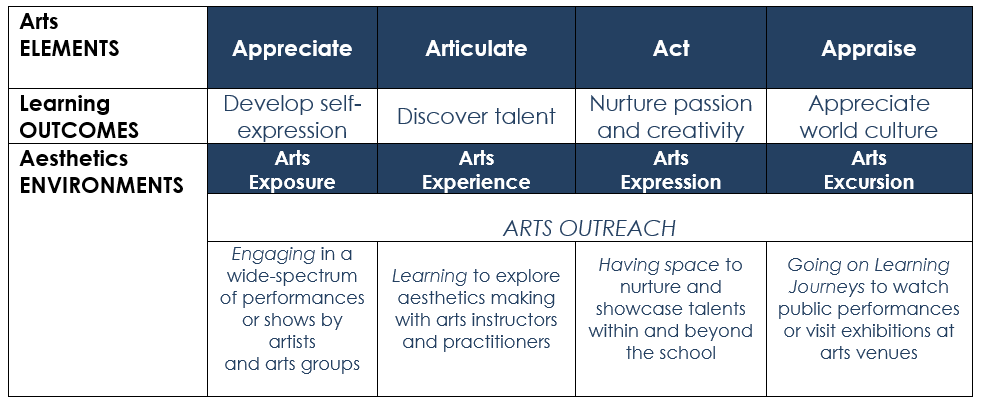 Arts
ELEMENTS
Appreciate
Articulate
Act
Appraise
Learning
OUTCOMES
Develop self-
expression
Discover talent
Nurture passion
and creativity
Appreciate
world culture
Aesthetics
ENVIRONMENTS
Arts
Exposure
Arts
Experience
Arts
Expression
Arts
Excursion
ARTS OUTREACH
Engaging in a
wide-spectrum
of performances
or shows by
artists
and arts groups
Learning to explore
aesthetics making
with arts instructors
and practitioners
Having space to
nurture and
showcase talents
within and beyond
the school
Going on Learning
Journeys to watch
public performances
or visit exhibitions at
arts venues